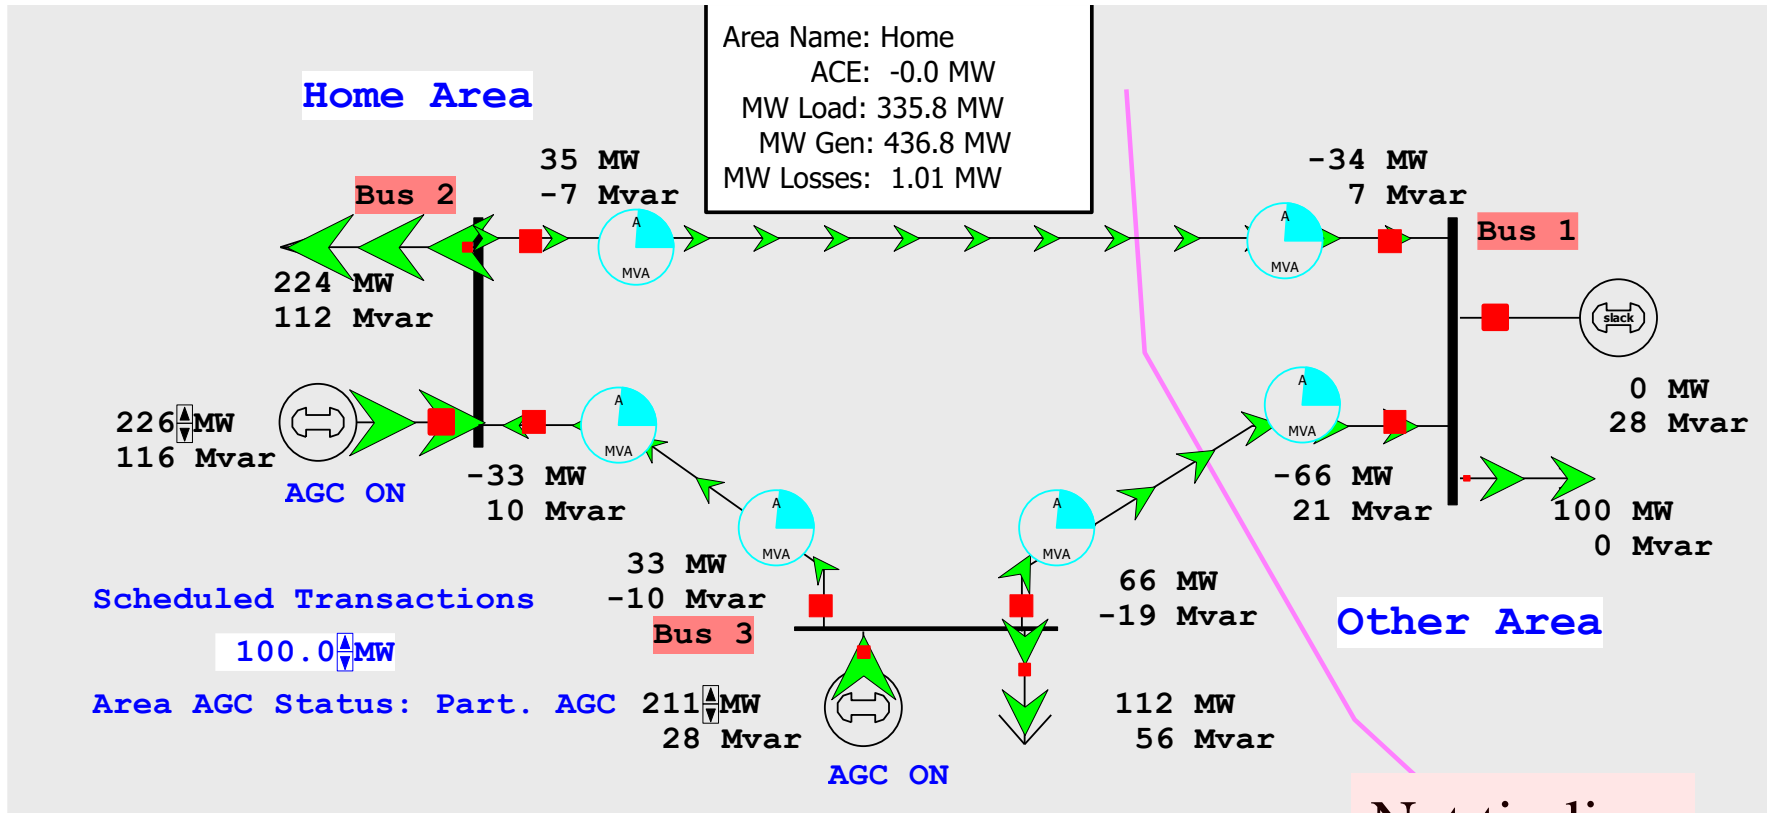 Area Name: Home
ACE: -0.0 MW
MW Load: 335.8 MW
MW Gen: 436.8 MW
MW Losses: 1.01 MW
Home Area
35 MW
-7 Mvar
-34 MW
7 Mvar
Bus 2
Bus 1
A
MVA
A
MVA
224 MW
112 Mvar
slack
0 MW
28 Mvar
226 MW
116 Mvar
AGC ON
A
MVA
-33 MW
10 Mvar
A
MVA
-66 MW
21 Mvar
100 MW
0 Mvar
A
MVA
A
MVA
33 MW
-10 Mvar
66 MW
-19 Mvar
Scheduled Transactions
100.0 MW
Bus 3
Other Area
Area AGC Status: Part. AGC
211 MW
28 Mvar
AGC ON
112 MW
56 Mvar